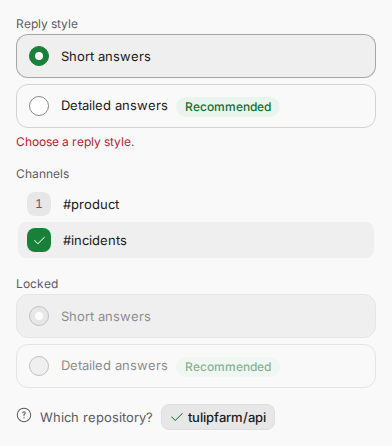 Reply style
Short answers
Detailed answers Recommended
Choose a reply style.
Channels
1 #product
#incidents
Locked
Short answers
Detailed answers Recommended
Which repository? tulipfarm/api